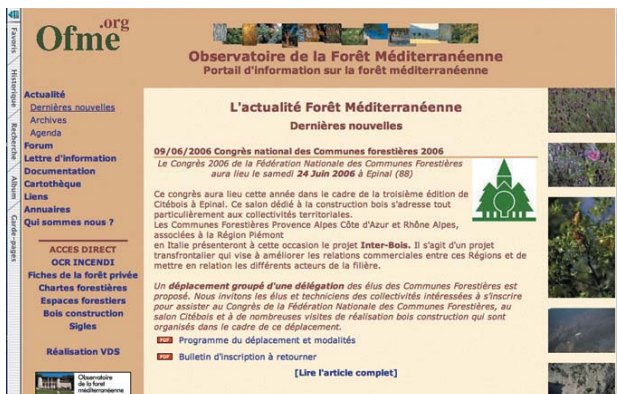 Favoris
Historique
Recherche
Album
Garde-pages
Ofme.org
Observatoire de la Forêt Méditerranéenne
Portail d'information sur la forêt méditerranéenne
Actualité
Dernières nouvelles
Archives
Agenda
Forum
Lettre d'information
Documentation
Cartothèque
Liens
Annuaires
Qui sommes nous ?
ACCES DIRECT
OCR INCENDI
Fiches de la forêt privée
Chartes forestières
Espaces forestiers
Bois construction
Sigles
Réalisation VDS
Observatoire
de la foret
méditerranéenne
L'actualité Forêt Méditerranéenne
Dernières nouvelles
09/06/2006 Congrès national des Communes forestières 2006
Le Congrès 2006 de la Fédération Nationale des Communes Forestières
aura lieu le samedi 24 Juin 2006 à Epinal (88)
Ce congrès aura lieu cette année dans le cadre de la troisième édition de
Citébois à Epinal. Ce salon dédié à la construction bois s'adresse tout
particulièrement aux collectivités territoriales.
Les Communes Forestières Provence Alpes Côte d'Azur et Rhône Alpes,
associées à la Région Piémont
en Italie présenteront à cette occasion le projet Inter-Bois. Il s'agit d'un projet
transfrontalier qui vise à améliorer les relations commerciales entre ces Régions et de
mettre en relation les différents acteurs de la filière.
Un déplacement groupé d'une délégation des élus des Communes Forestières est
proposé. Nous invitons les élus et techniciens des collectivités intéressées à s'inscrire
pour assister au Congrès de la Fédération Nationale des Communes Forestières, au
salon Citébois et à de nombreuses visites de réalisation bois construction qui sont
organisés dans le cadre de ce déplacement.
PDF Programme du déplacement et modalités
PDF Bulletin d'inscription à retourner
[Lire l'article complet]